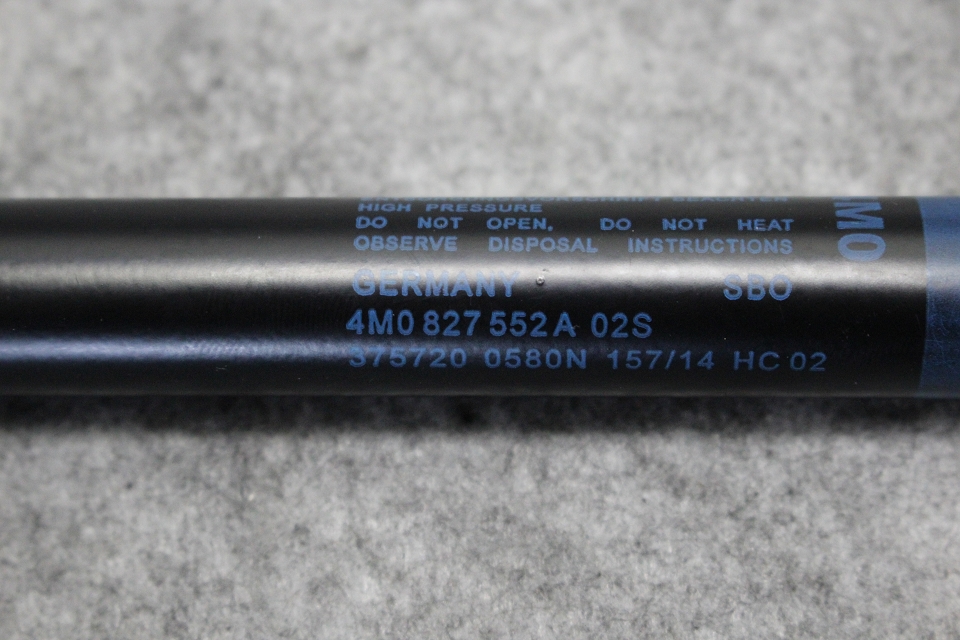 HIGH PRESSURE
DO NOT OPEN, DO NOT HEAT
OBSERVE DISPOSAL INSTRUCTIONS
GERMANY SBO
4M0 827 552A 02S
375720 0580N 157/14 HC 02